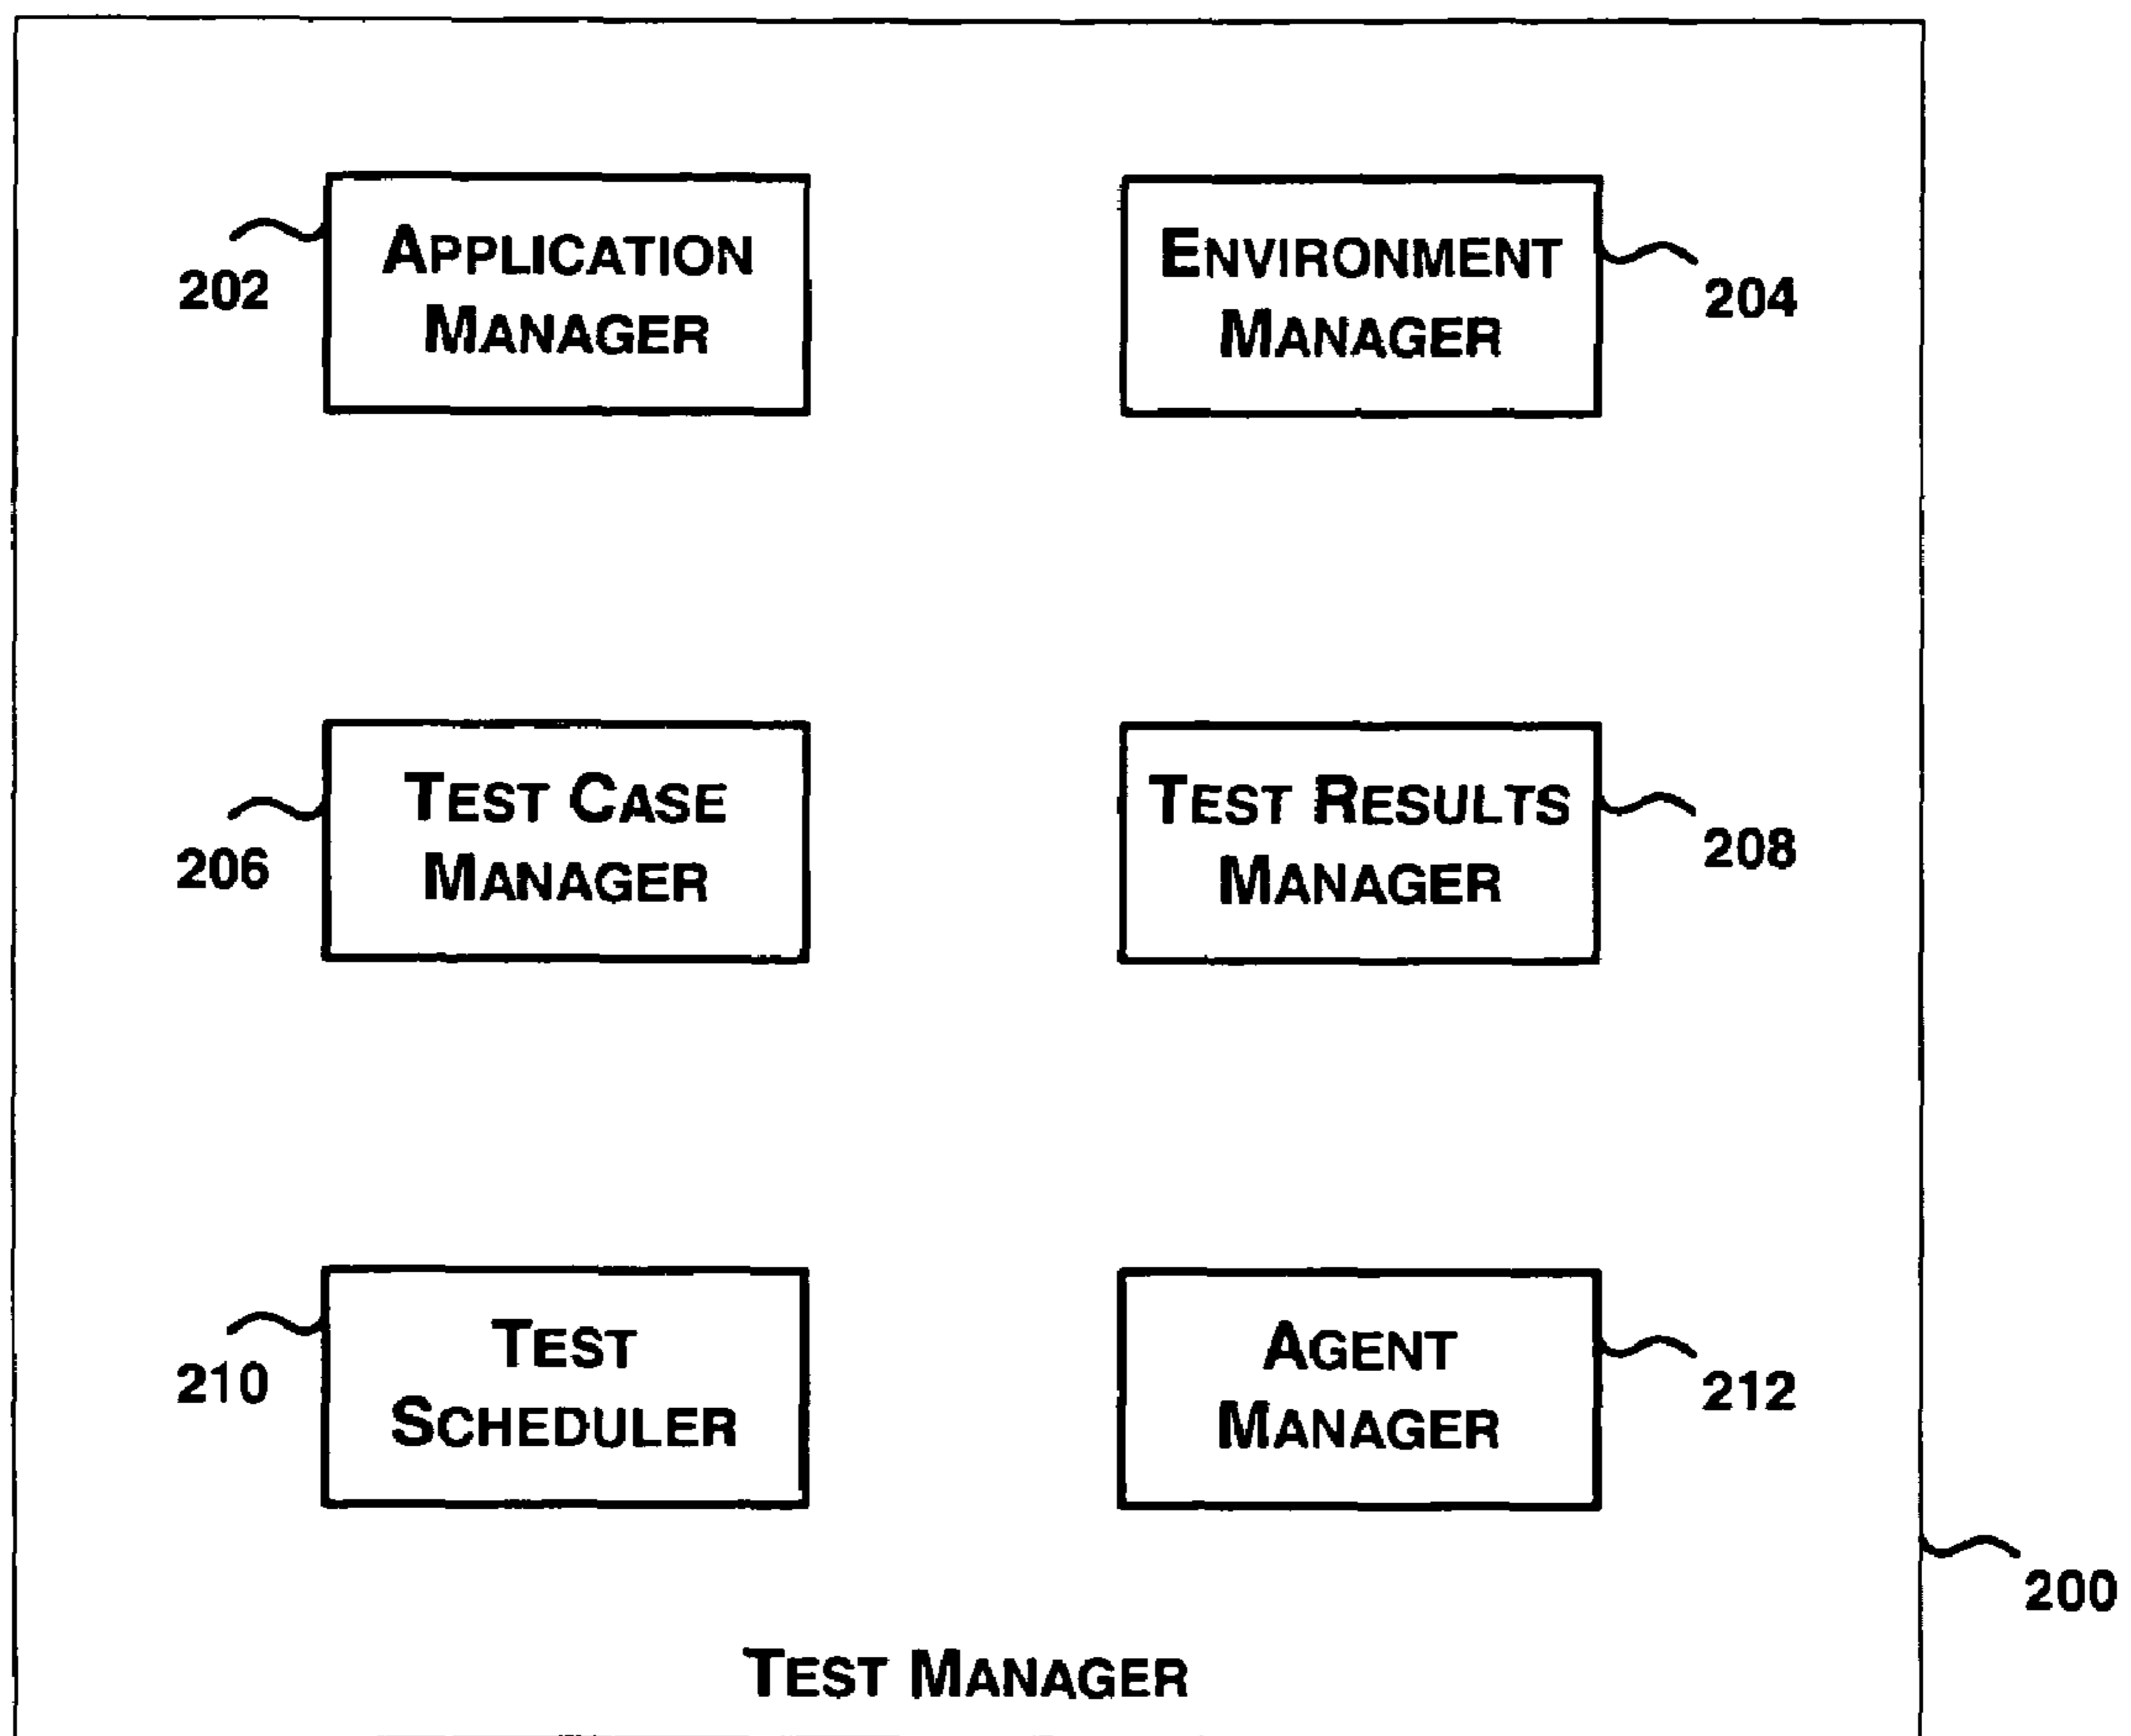 APPLICATION
MANAGER
202
ENVIRONMENT
MANAGER
204
TEST CASE
MANAGER
206
TEST RESULTS
MANAGER
208
TEST
SCHEDULER
210
AGENT
MANAGER
212
200
TEST MANAGER